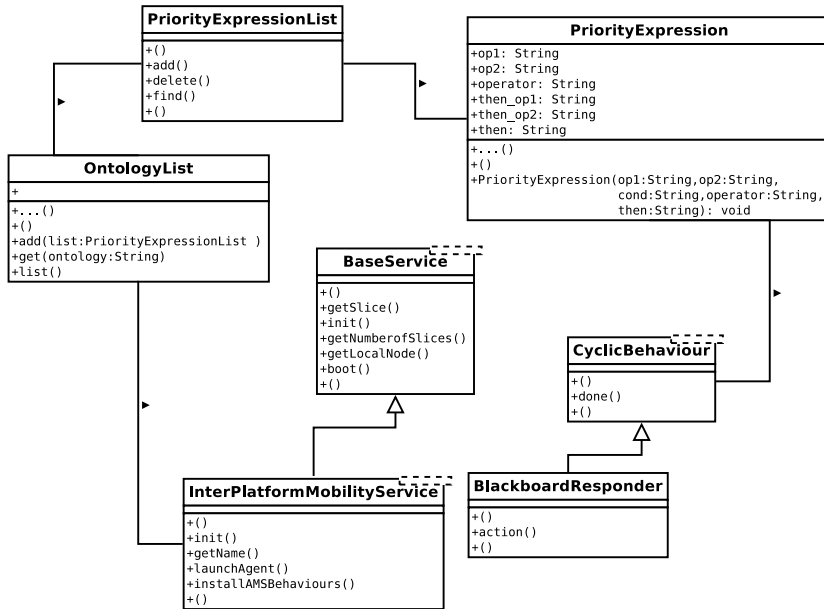 PriorityExpressionList
+()
+add()
+delete()
+find()
+()
PriorityExpression
+op1: String
+op2: String
+operator: String
+then_op1: String
+then_op2: String
+then: String
+...()
+()
+PriorityExpression(op1:String,op2:String,
cond:String,operator:String,
then:String): void
OntologyList
+
+...()
+()
+add(list:PriorityExpressionList )
+get(ontology:String)
+list()
BaseService
+()
+getSlice()
+init()
+getNumberofSlices()
+getLocalNode()
+boot()
+()
CyclicBehaviour
+()
+done()
+()
InterPlatformMobilityService
+()
+init()
+getName()
+launchAgent()
+installAMSBehaviours()
+()
BlackboardResponder
+()
+action()
+()